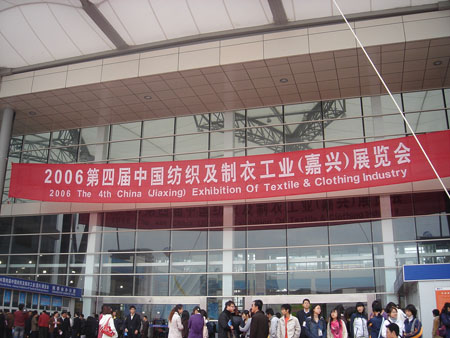 2006第四届中国纺织及制衣工业(嘉兴)展览会
2006 The 4th China (Jiaxing) Exhibition Of Textile & Clothing Industry